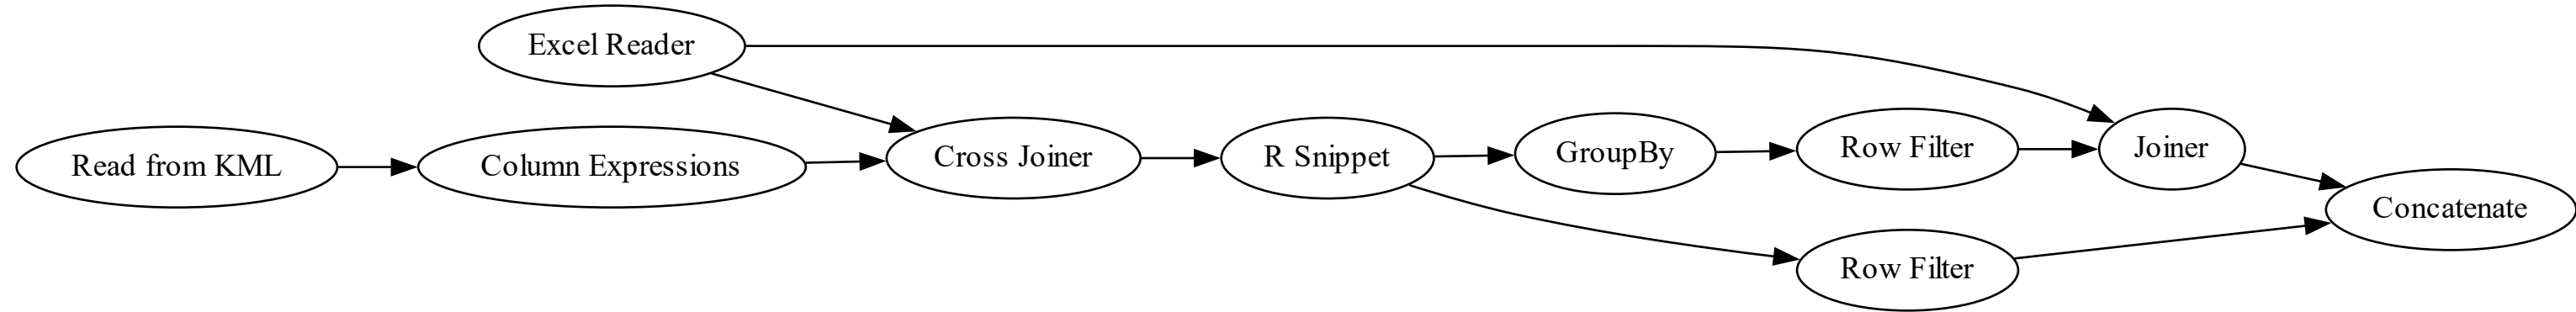 Excel Reader
Read from KML
Column Expressions
Cross Joiner
R Snippet
GroupBy
Row Filter
Joiner
Concatenate
Row Filter